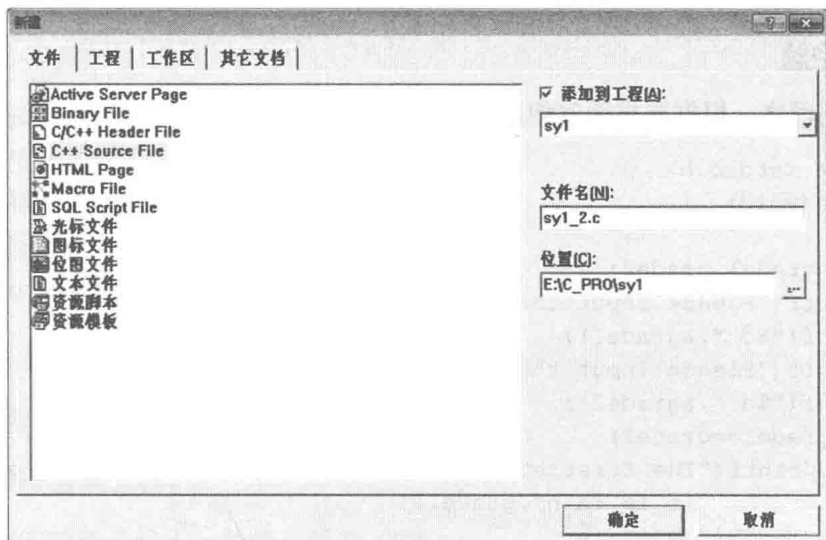 新建
文件 工程 工作区 其它文档
Active Server Page
Binary File
C/C++ Header File
C++ Source File
HTML Page
Macro File
SQL Script File
光标文件
图标文件
位图文件
文本文件
资源脚本
资源模板
添加到工程(A):
sy1
文件名(N):
sy1_2.c
位置(C):
E:\C_PRO\sy1
...
确定 取消